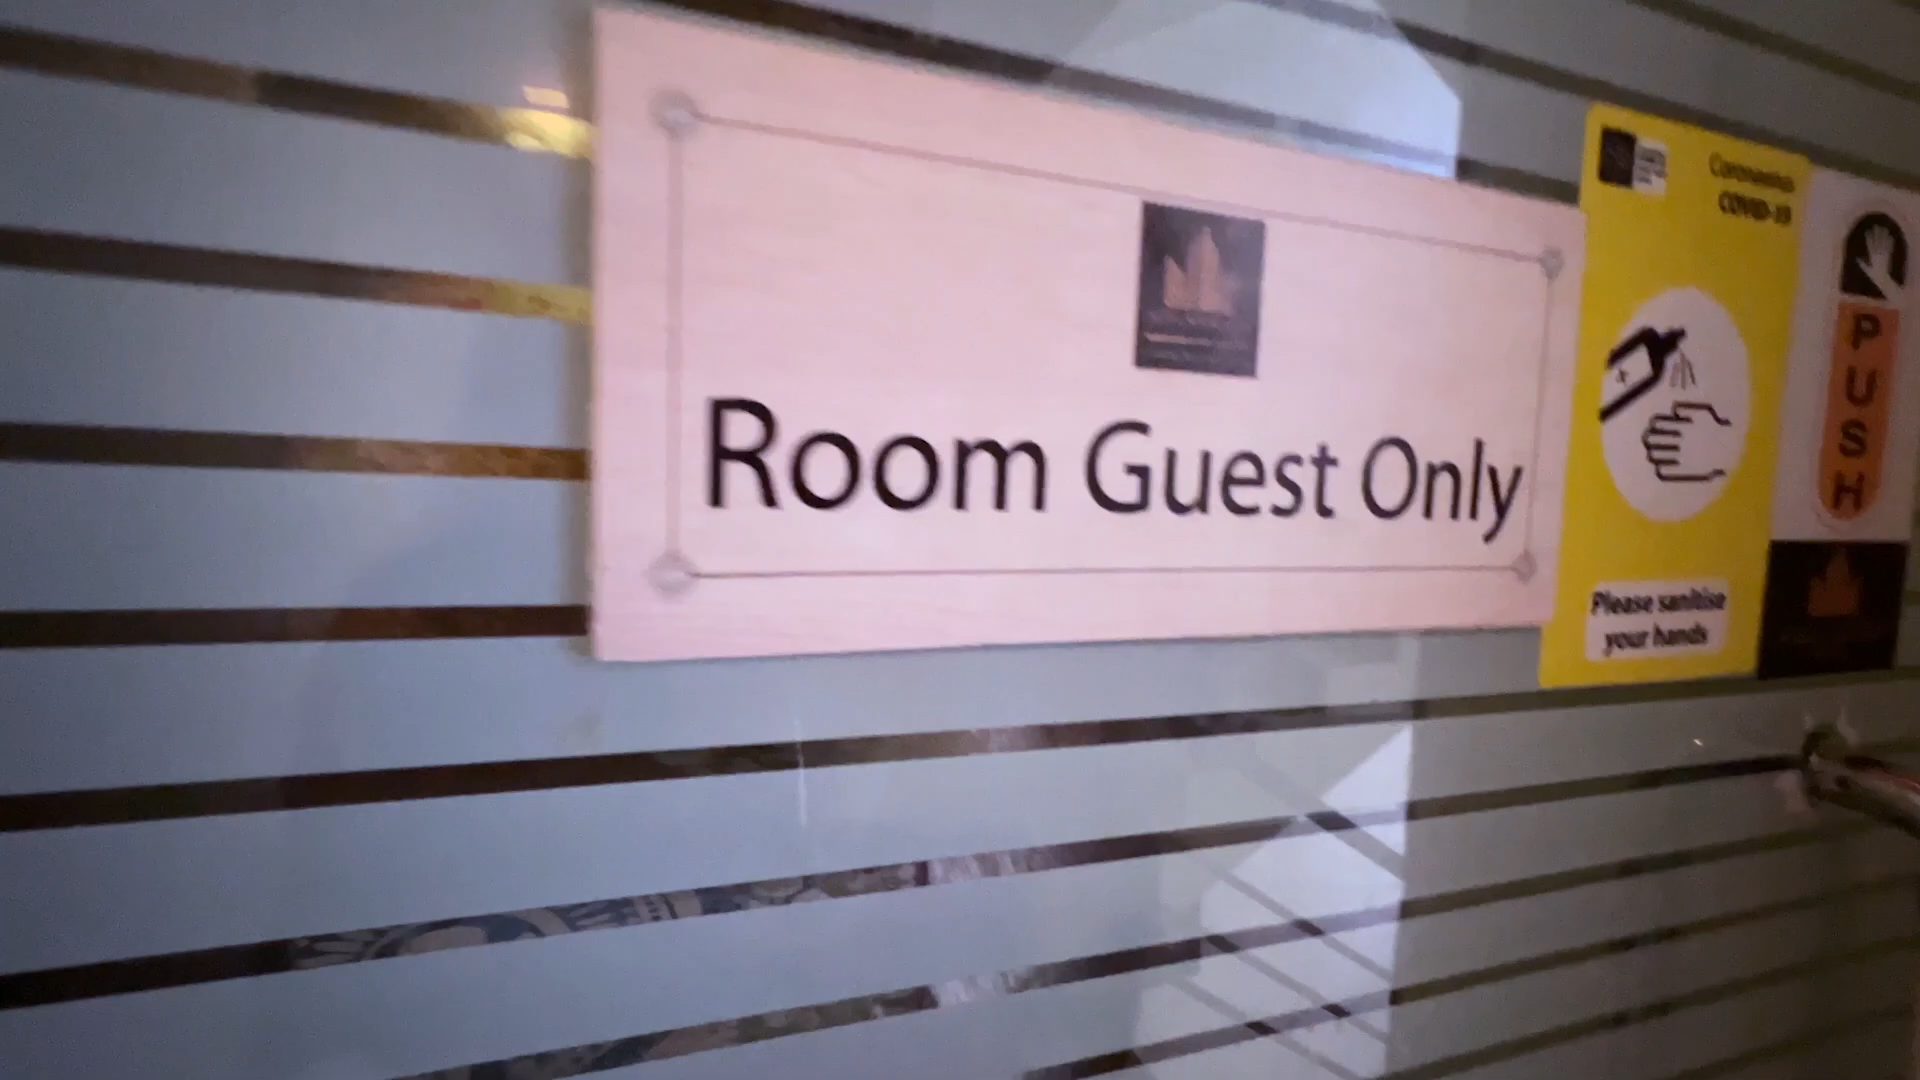 Room Guest Only
Coronavirus
COVID-19
Please sanitise
your hands
PUSH